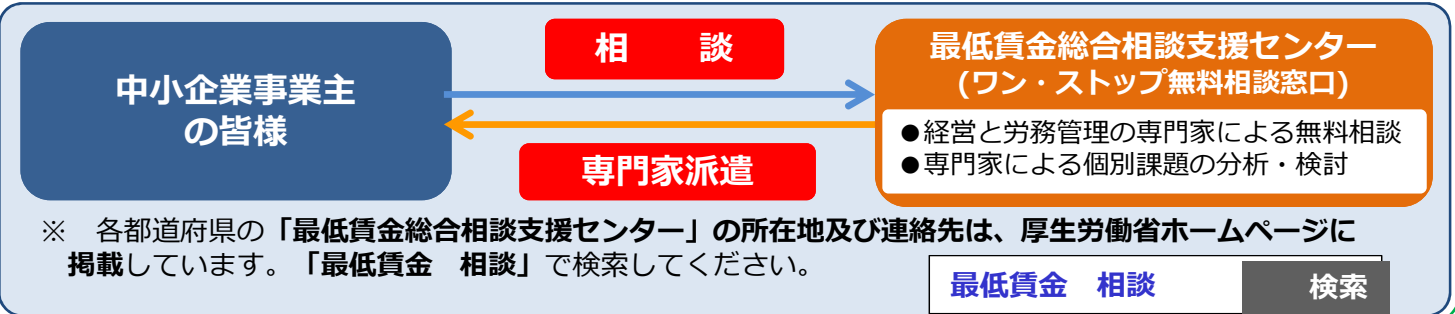 中小企業事業主
の皆様
相　　談
専門家派遣
最低賃金総合相談支援センター
(ワン・ストップ無料相談窓口)
●経営と労務管理の専門家による無料相談
●専門家による個別課題の分析・検討
※　各都道府県の「最低賃金総合相談支援センター」の所在地及び連絡先は、厚生労働省ホームページに
掲載しています。「最低賃金　相談」で検索してください。
最低賃金　相談　検索